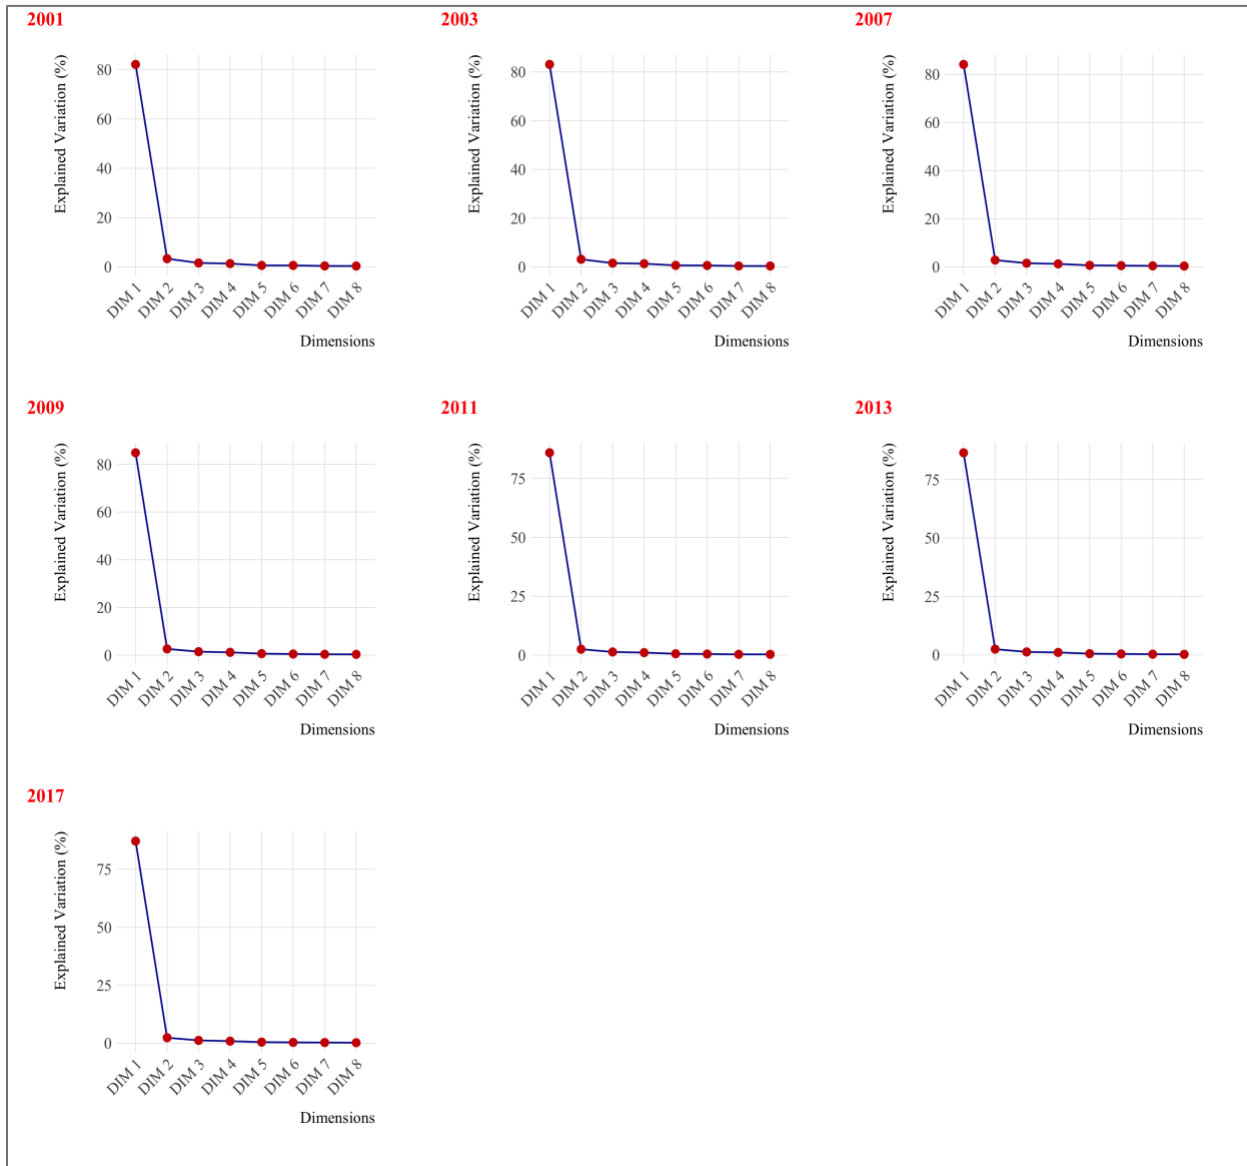 2001
Explained Variation (%)
80
60
40
20
0
DIM 1
DIM 2
DIM 3
DIM 4
DIM 5
DIM 6
DIM 7
DIM 8
Dimensions
2003
Explained Variation (%)
80
60
40
20
0
DIM 1
DIM 2
DIM 3
DIM 4
DIM 5
DIM 6
DIM 7
DIM 8
Dimensions
2007
Explained Variation (%)
80
60
40
20
0
DIM 1
DIM 2
DIM 3
DIM 4
DIM 5
DIM 6
DIM 7
DIM 8
Dimensions
2009
Explained Variation (%)
80
60
40
20
0
DIM 1
DIM 2
DIM 3
DIM 4
DIM 5
DIM 6
DIM 7
DIM 8
Dimensions
2011
Explained Variation (%)
75
50
25
0
DIM 1
DIM 2
DIM 3
DIM 4
DIM 5
DIM 6
DIM 7
DIM 8
Dimensions
2013
Explained Variation (%)
75
50
25
0
DIM 1
DIM 2
DIM 3
DIM 4
DIM 5
DIM 6
DIM 7
DIM 8
Dimensions
2017
Explained Variation (%)
75
50
25
0
DIM 1
DIM 2
DIM 3
DIM 4
DIM 5
DIM 6
DIM 7
DIM 8
Dimensions